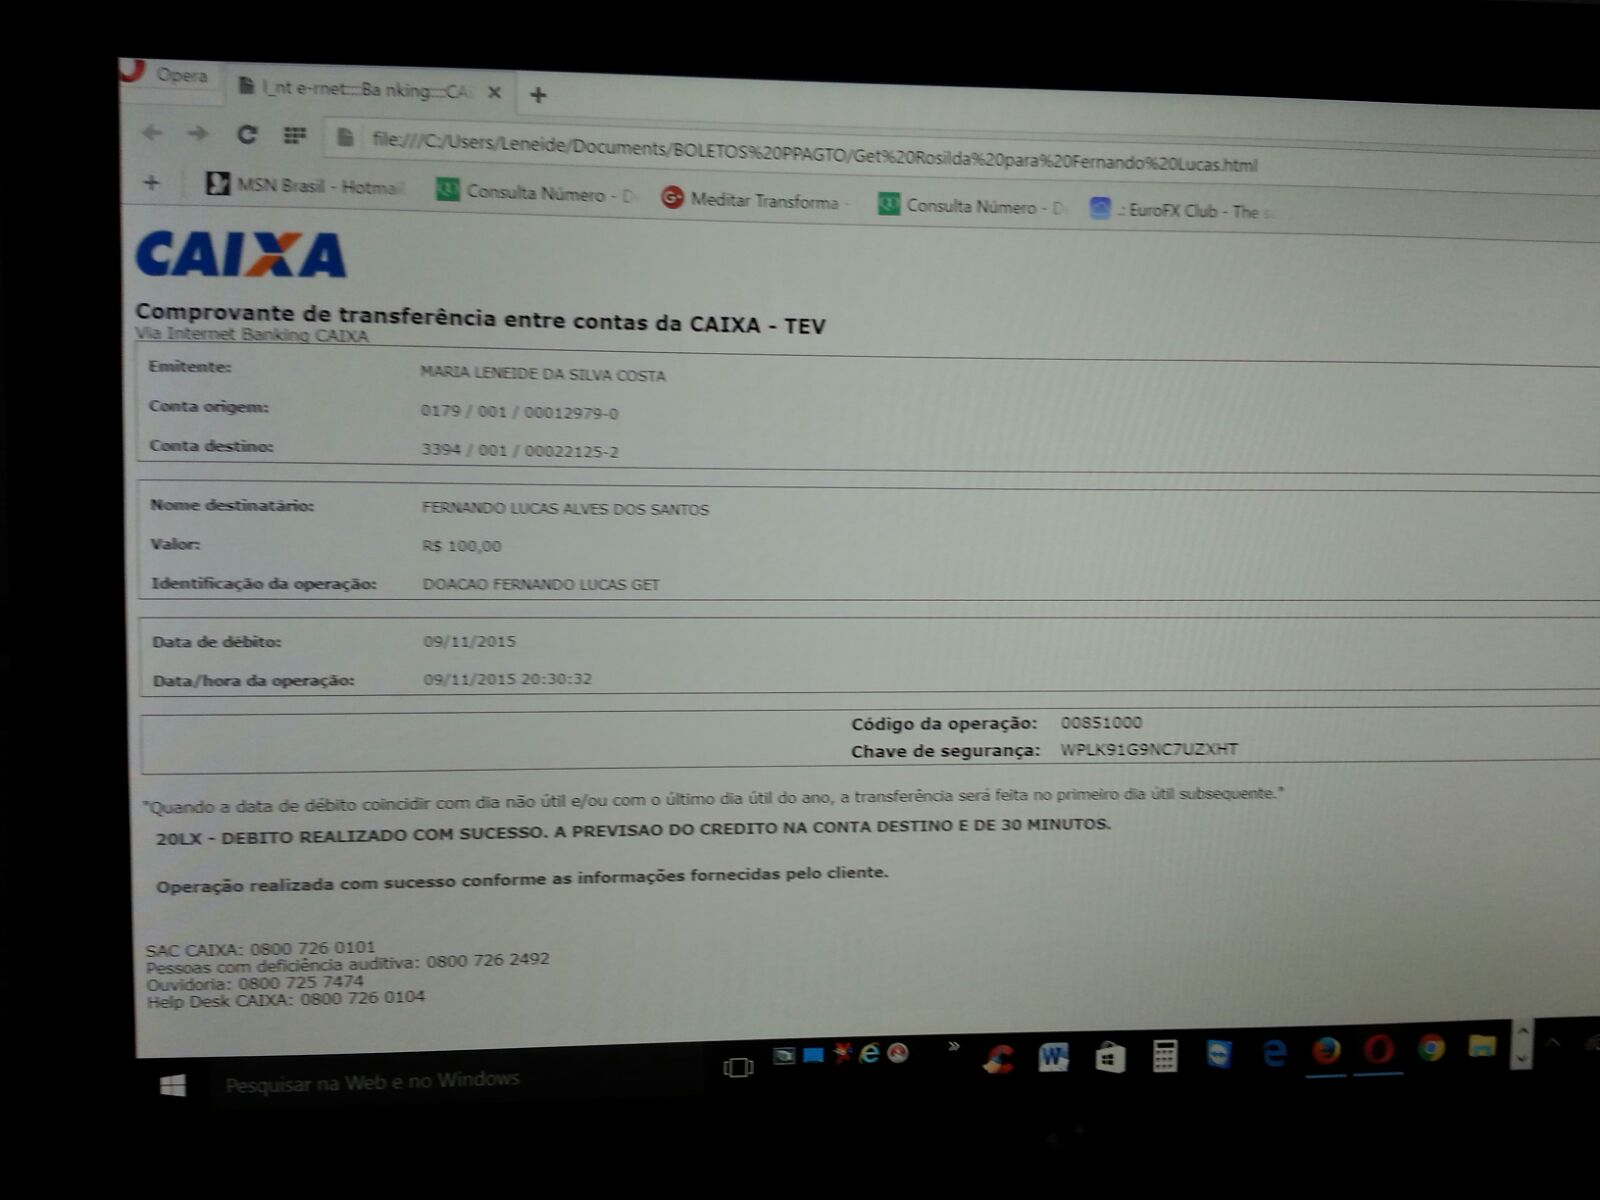 Opera
I_nt e-rnet::::Ba nking::::CA
file:///C:/Users/Leneide/Documents/BOLETOS%20PPAGTO/Get%20Rosilda%20para%20Fernando%20Lucas.html
MSN Brasil - Hotmai Consulta Número - D Meditar Transforma - Consulta Número - D .: EuroFX Club - The s
CAIXA
Comprovante de transferência entre contas da CAIXA - TEV
Via Internet Banking CAIXA
Emitente: MARIA LENEIDE DA SILVA COSTA
Conta origem: 0179 / 001 / 00012979-0
Conta destino: 3394 / 001 / 00022125-2
Nome destinatário: FERNANDO LUCAS ALVES DOS SANTOS
Valor: R$ 100,00
Identificação da operação: DOACAO FERNANDO LUCAS GET
Data de débito: 09/11/2015
Data/hora da operação: 09/11/2015 20:30:32
Código da operação: 00851000
Chave de segurança: WPLK91G9NC7UZXHT
"Quando a data de débito coincidir com dia não útil e/ou com o último dia útil do ano, a transferência será feita no primeiro dia útil subsequente."
20LX - DEBITO REALIZADO COM SUCESSO. A PREVISAO DO CREDITO NA CONTA DESTINO E DE 30 MINUTOS.
Operação realizada com sucesso conforme as informações fornecidas pelo cliente.
SAC CAIXA: 0800 726 0101
Pessoas com deficiência auditiva: 0800 726 2492
Ouvidoria: 0800 725 7474
Help Desk CAIXA: 0800 726 0104
Pesquisar na Web e no Windows